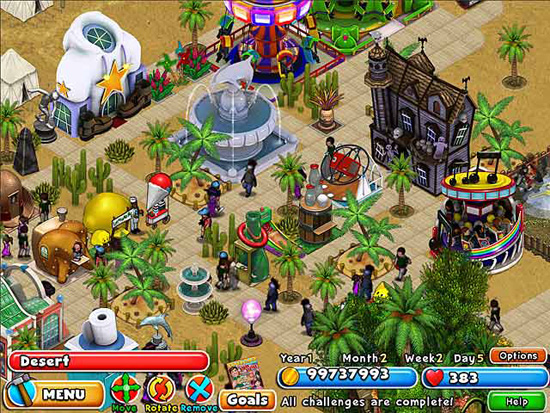 Desert
Year1 Month2 Week2 Day5 Options
99737993 383
MENU Move Rotate Remove Goals All challenges are complete! Help